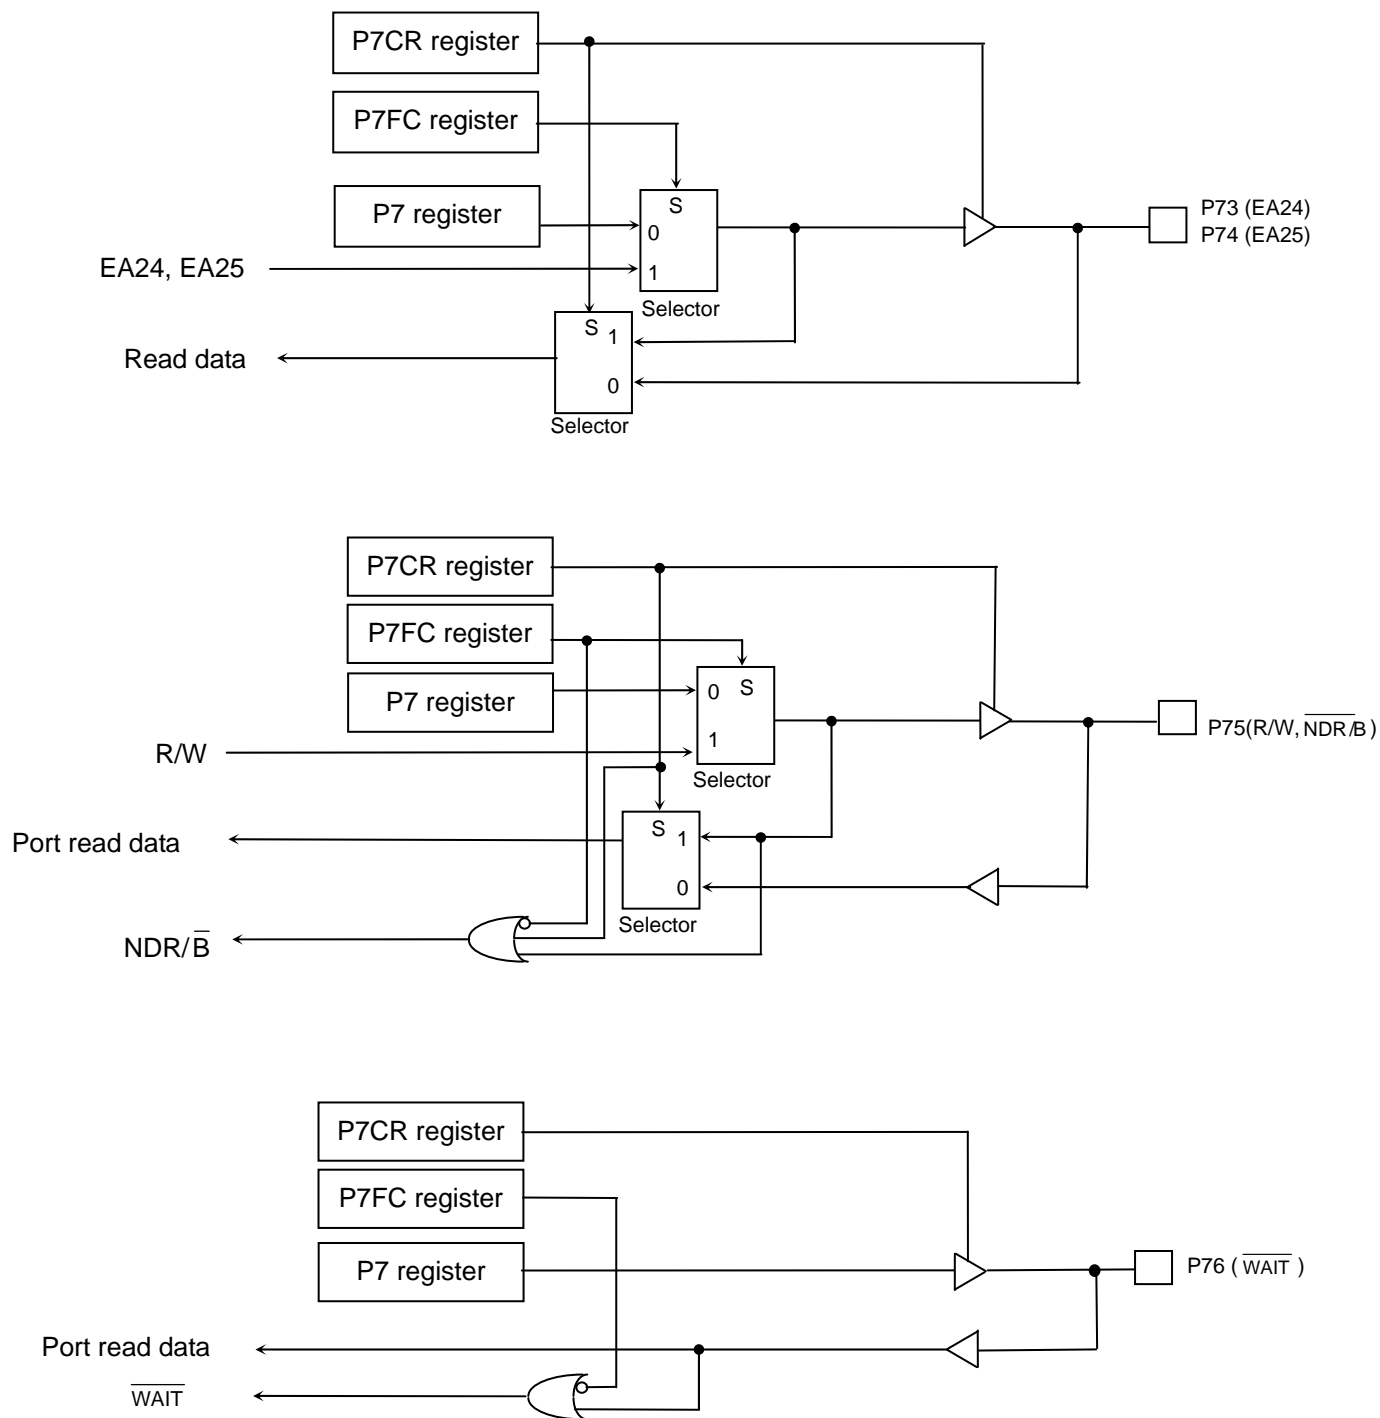 P7CR register
P7FC register
P7 register
S
0
1
EA24, EA25
Selector
P73 (EA24)
P74 (EA25)
S 1
0
Read data
Selector
P7CR register
P7FC register
P7 register
0 S
1
R/W
Selector
P75(R/W, NDR/B)
S 1
0
Port read data
Selector
NDR/B̅
P7CR register
P7FC register
P7 register
P76 ( W̅A̅I̅T̅ )
Port read data
W̅A̅I̅T̅